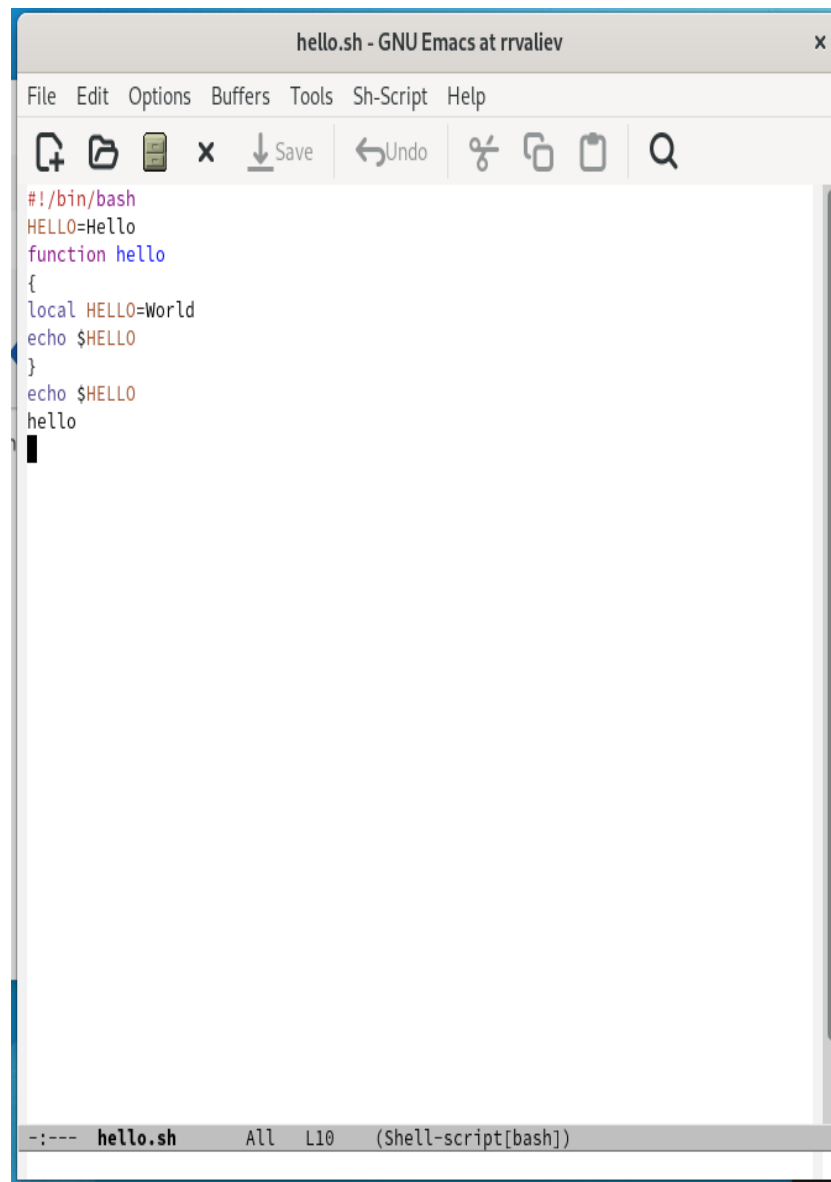 hello.sh - GNU Emacs at rrvaliev
File Edit Options Buffers Tools Sh-Script Help
Save Undo
#!/bin/bash
HELLO=Hello
function hello
{
local HELLO=World
echo $HELLO
}
echo $HELLO
hello
-:--- hello.sh All L10 (Shell-script[bash])